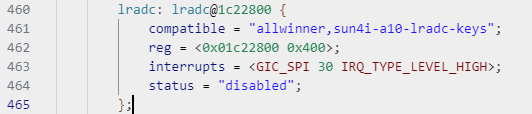 460 lradc: lradc@1c22800 {
461 compatible = "allwinner,sun4i-a10-lradc-keys";
462 reg = <0x01c22800 0x400>;
463 interrupts = <GIC_SPI 30 IRQ_TYPE_LEVEL_HIGH>;
464 status = "disabled";
465 };